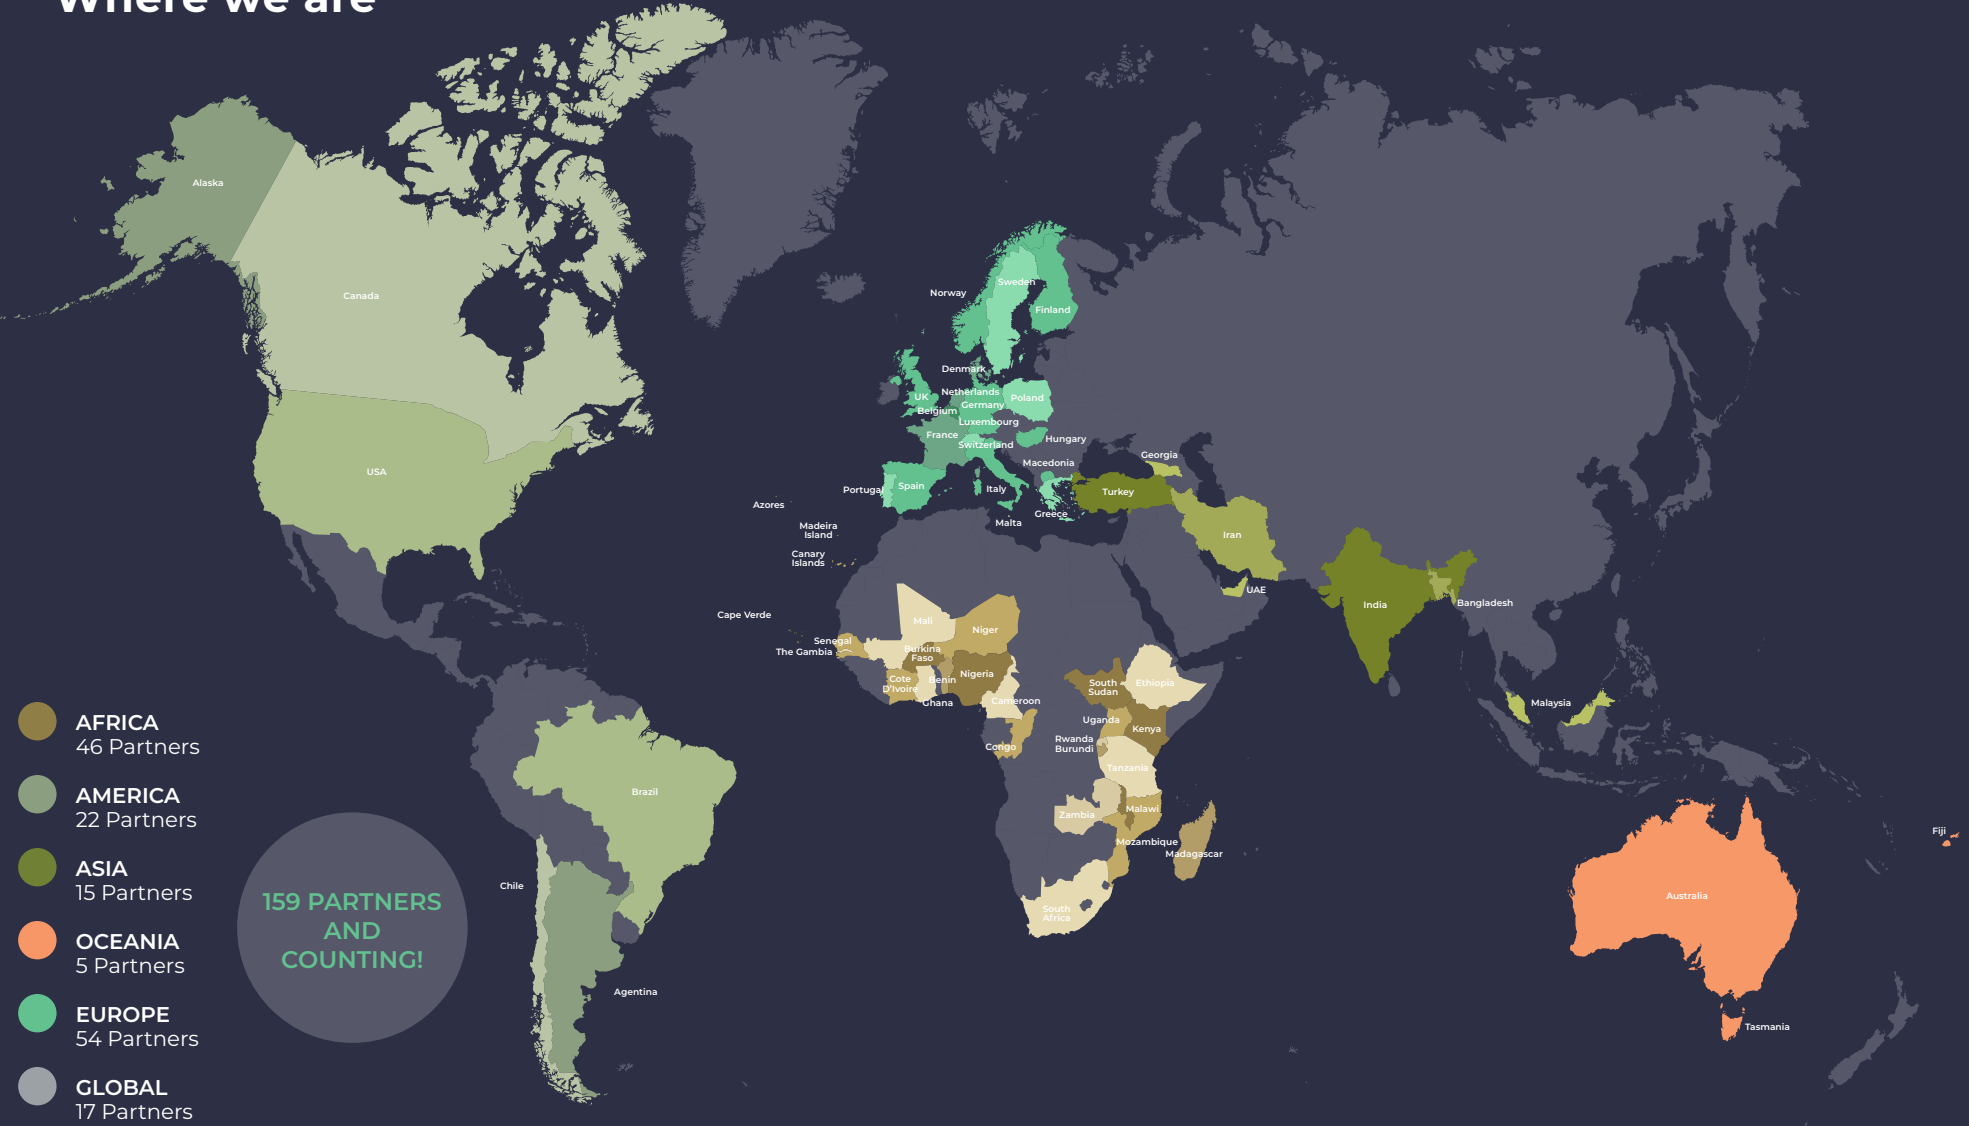 Where we are
Alaska
Canada
USA
Norway
Sweden
Finland
Denmark
Netherlands
UK
Germany
Poland
Belgium
Luxembourg
France
Switzerland
Hungary
Macedonia
Georgia
Portugal
Spain
Italy
Turkey
Azores
Greece
Malta
Madeira
Island
Iran
Canary
Islands
UAE
India
Bangladesh
Cape Verde
Mali
Niger
Senegal
The Gambia
Burkina
Faso
Cote
D'Ivoire
Benin
Nigeria
Ghana
Cameroon
South
Sudan
Ethiopia
Uganda
Kenya
Congo
Rwanda
Burundi
Tanzania
Malaysia
Zambia
Malawi
Mozambique
Madagascar
South
Africa
Brazil
Chile
Agentina
Fiji
Australia
Tasmania
AFRICA
46 Partners
AMERICA
22 Partners
ASIA
15 Partners
OCEANIA
5 Partners
EUROPE
54 Partners
GLOBAL
17 Partners
159 PARTNERS
AND
COUNTING!